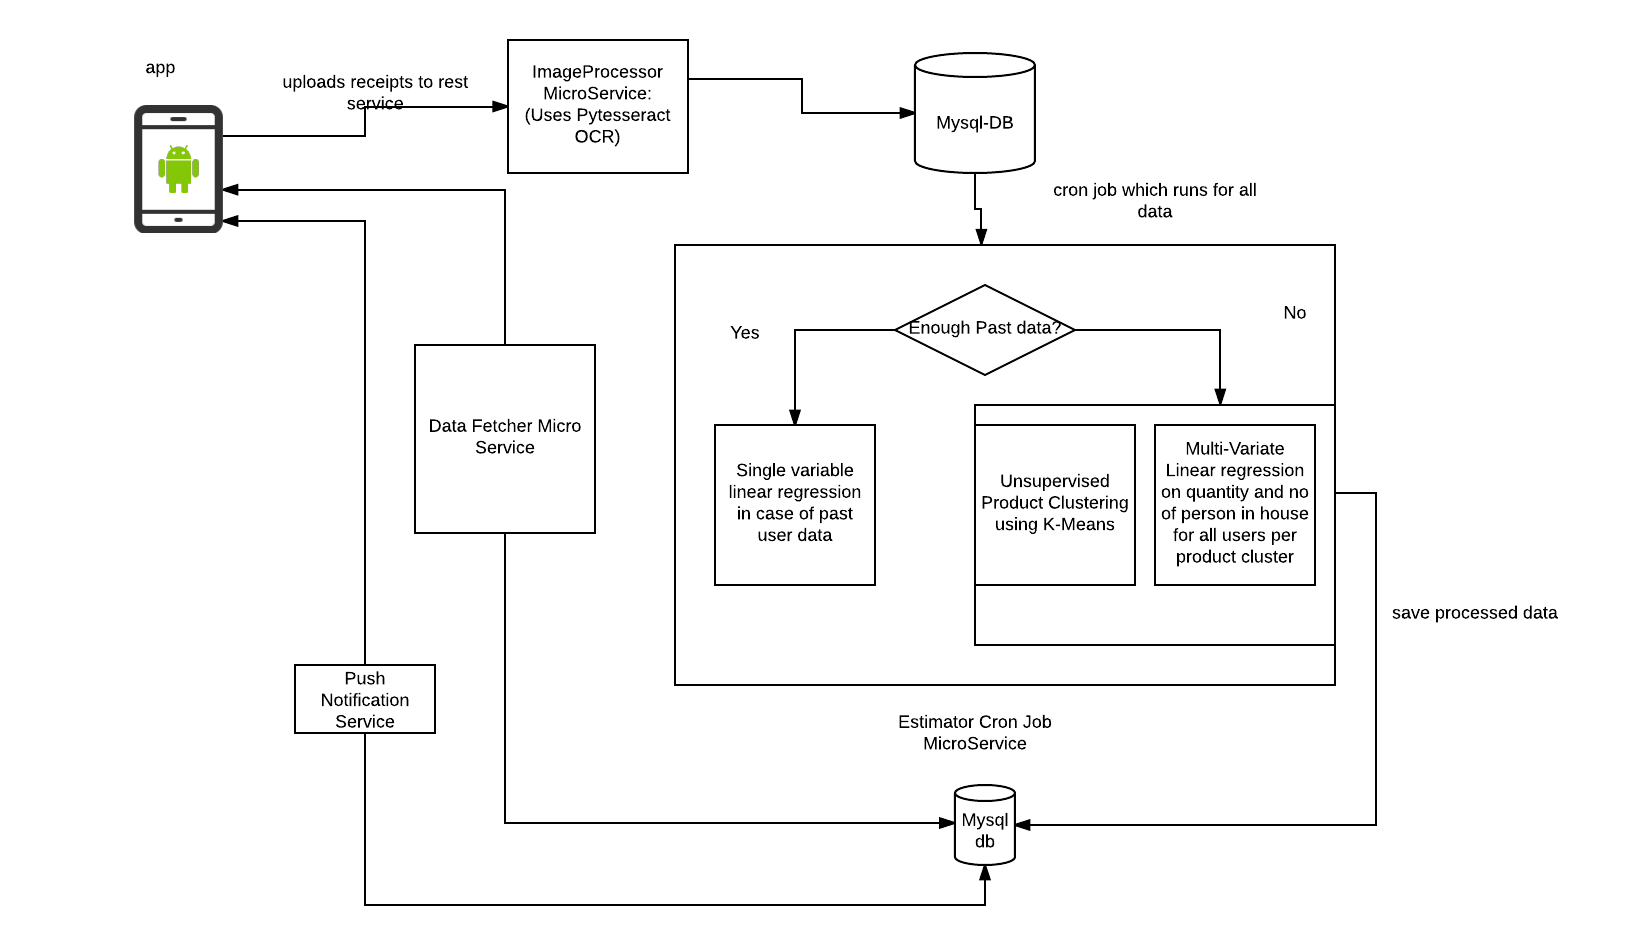 app
uploads receipts to rest
service
ImageProcessor
MicroService:
(Uses Pytesseract
OCR)
Mysql-DB
cron job which runs for all
data
Enough Past data?
Yes
No
Single variable
linear regression
in case of past
user data
Unsupervised
Product Clustering
using K-Means
Multi-Variate
Linear regression
on quantity and no
of person in house
for all users per
product cluster
Data Fetcher Micro
Service
save processed data
Push
Notification
Service
Estimator Cron Job
MicroService
Mysql
db